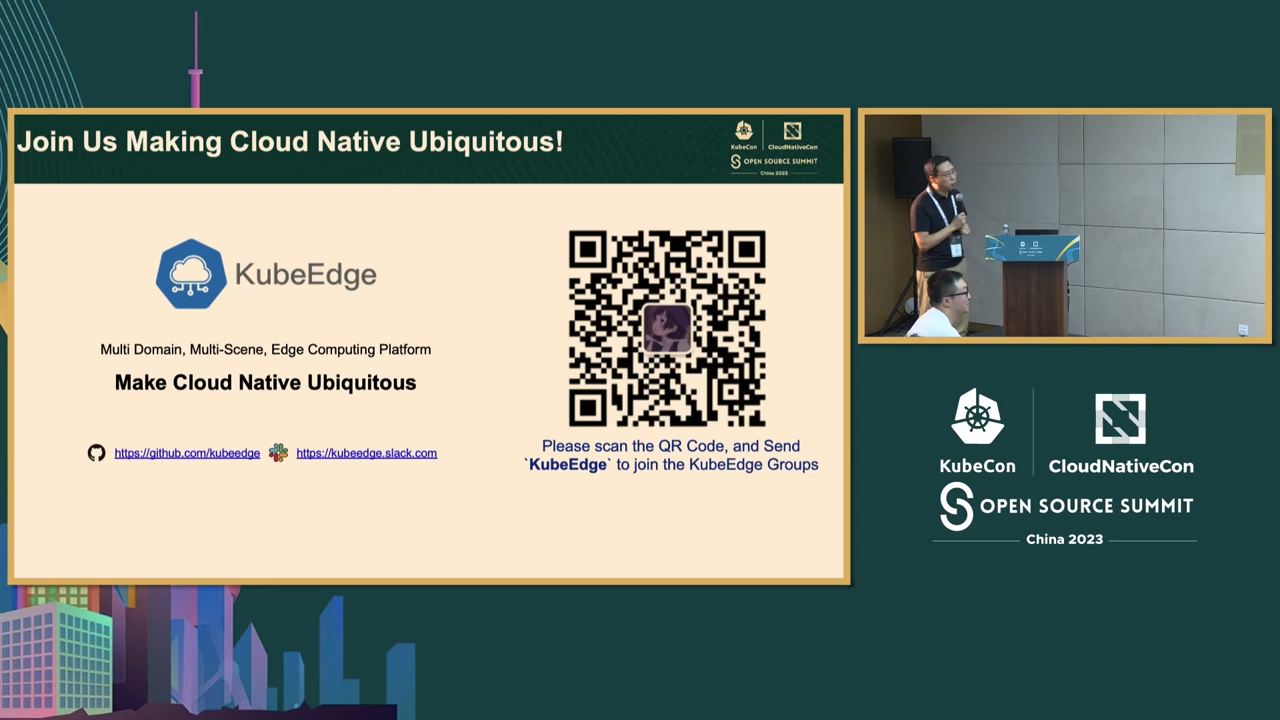 Join Us Making Cloud Native Ubiquitous!
KubeCon
CloudNativeCon
OPEN SOURCE SUMMIT
China 2023
KubeEdge
Multi Domain, Multi-Scene, Edge Computing Platform
Make Cloud Native Ubiquitous
https://github.com/kubeedge
https://kubeedge.slack.com
Please scan the QR Code, and Send
`KubeEdge` to join the KubeEdge Groups
KubeCon
CloudNativeCon
OPEN SOURCE SUMMIT
China 2023